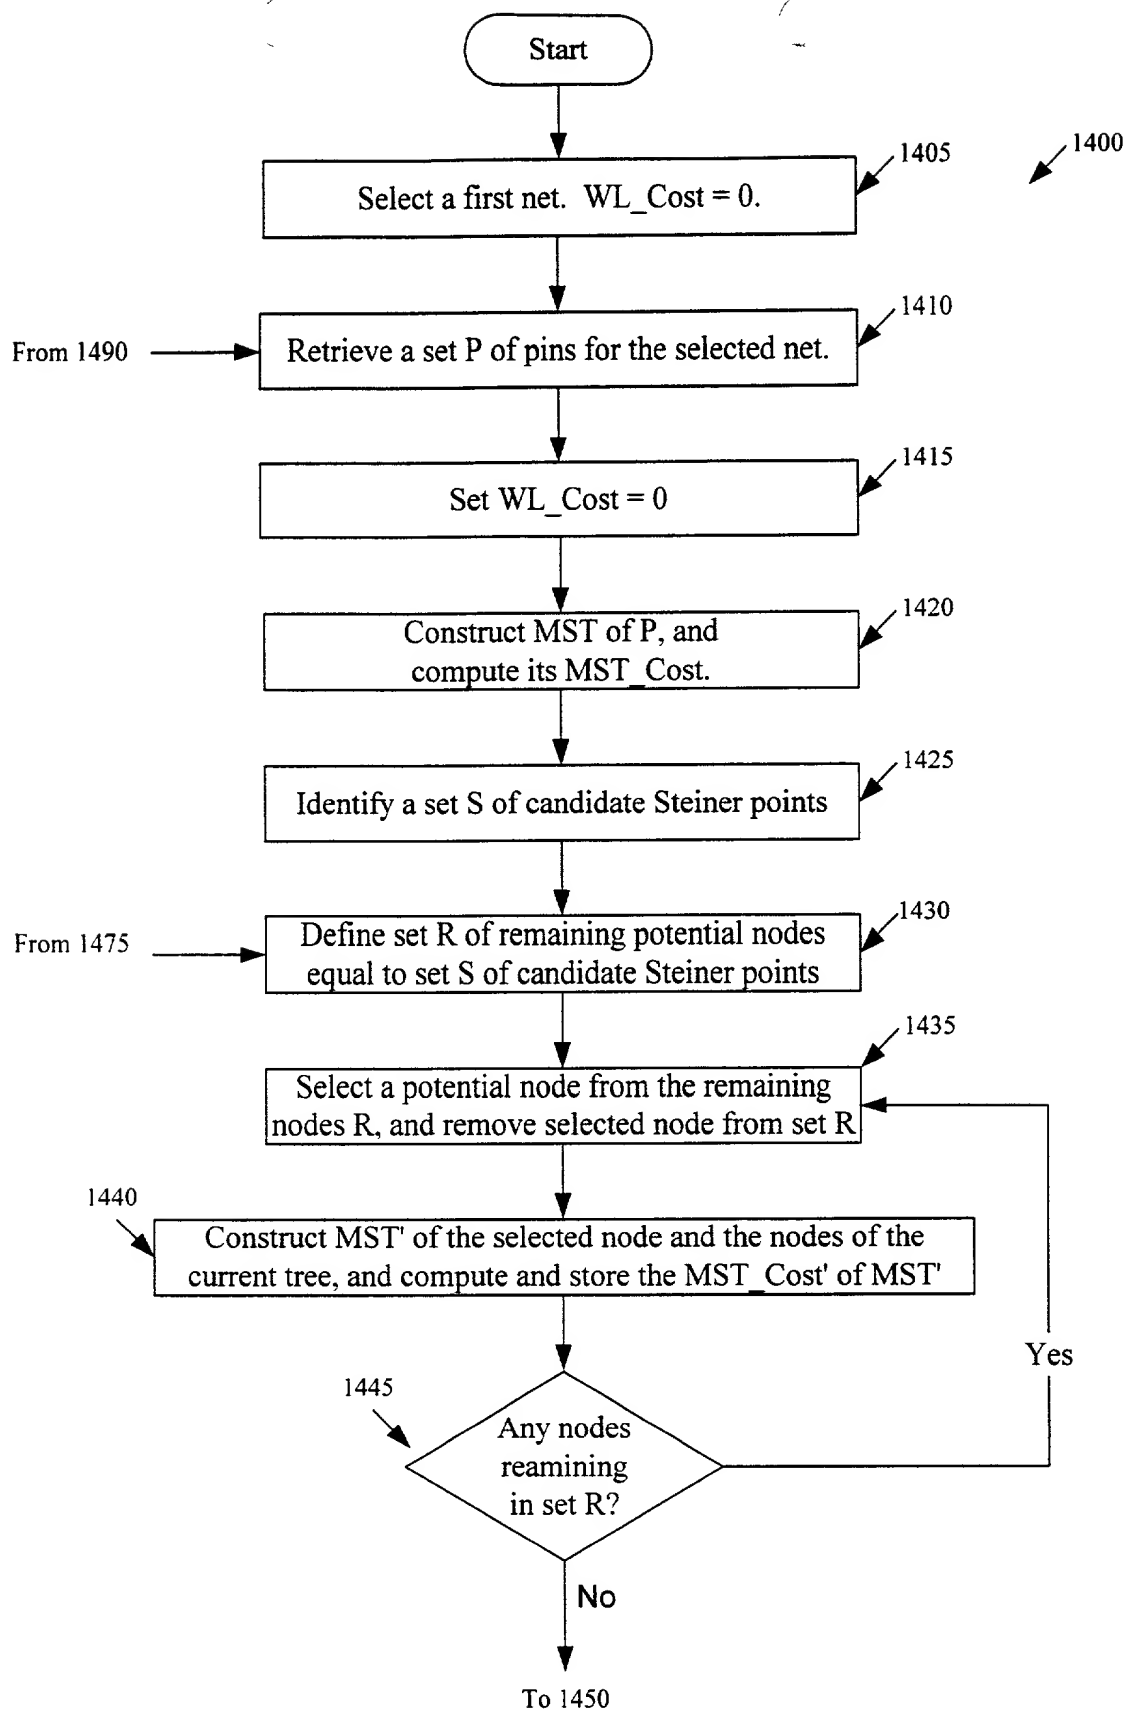 Start
1400
1405
Select a first net. WL_Cost = 0.
1410
From 1490
Retrieve a set P of pins for the selected net.
1415
Set WL_Cost = 0
1420
Construct MST of P, and
compute its MST_Cost.
1425
Identify a set S of candidate Steiner points
1430
From 1475
Define set R of remaining potential nodes
equal to set S of candidate Steiner points
1435
Select a potential node from the remaining
nodes R, and remove selected node from set R
1440
Construct MST' of the selected node and the nodes of the
current tree, and compute and store the MST_Cost' of MST'
Yes
1445
Any nodes
reamining
in set R?
No
To 1450